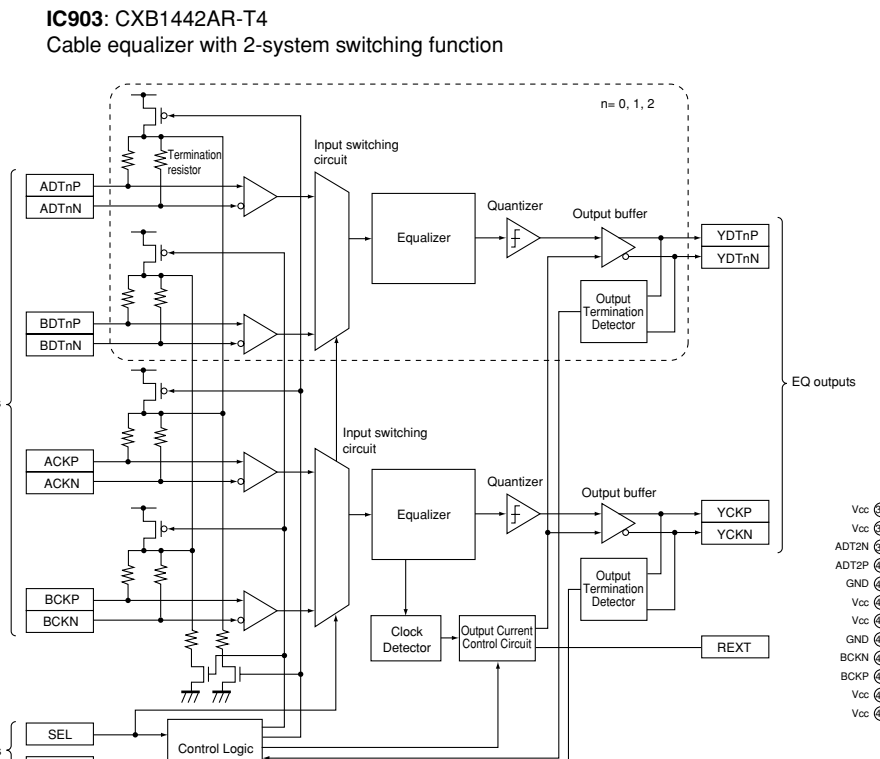 IC903: CXB1442AR-T4
Cable equalizer with 2-system switching function
n= 0, 1, 2
Input switching
circuit
Termination
resistor
ADTnP
ADTnN
Equalizer
Quantizer
Output buffer
YDTnP
YDTnN
Output
Termination
Detector
BDTnP
BDTnN
EQ outputs
Input switching
circuit
ACKP
ACKN
Equalizer
Quantizer
Output buffer
YCKP
YCKN
Output
Termination
Detector
BCKP
BCKN
Clock
Detector
Output Current
Control Circuit
REXT
SEL
Control Logic
Vcc
Vcc
ADT2N
ADT2P
GND
Vcc
Vcc
GND
BCKN
BCKP
Vcc
Vcc